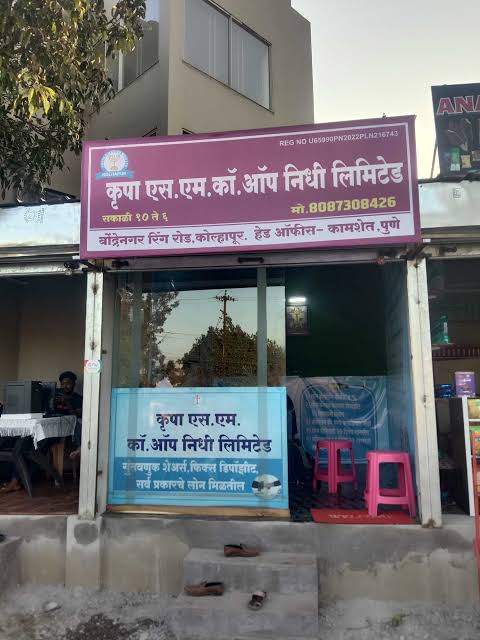 REG NO U65990PN2022PLN216743
कृपा एस.एम.कॉ.ऑप निधी लिमिटेड
सकाळी १० ते ६
मो.8087308426
बोंद्रेनगर रिंग रोड,कोल्हापूर. हेड ऑफीस- कामशेत,पुणे
ANA
कृपा एस.एम.
कॉ.ऑप निधी लिमिटेड
गुंतवणुक शेअर्स,फिक्स डिपॉझीट,
सर्व प्रकारचे लोन मिळतील